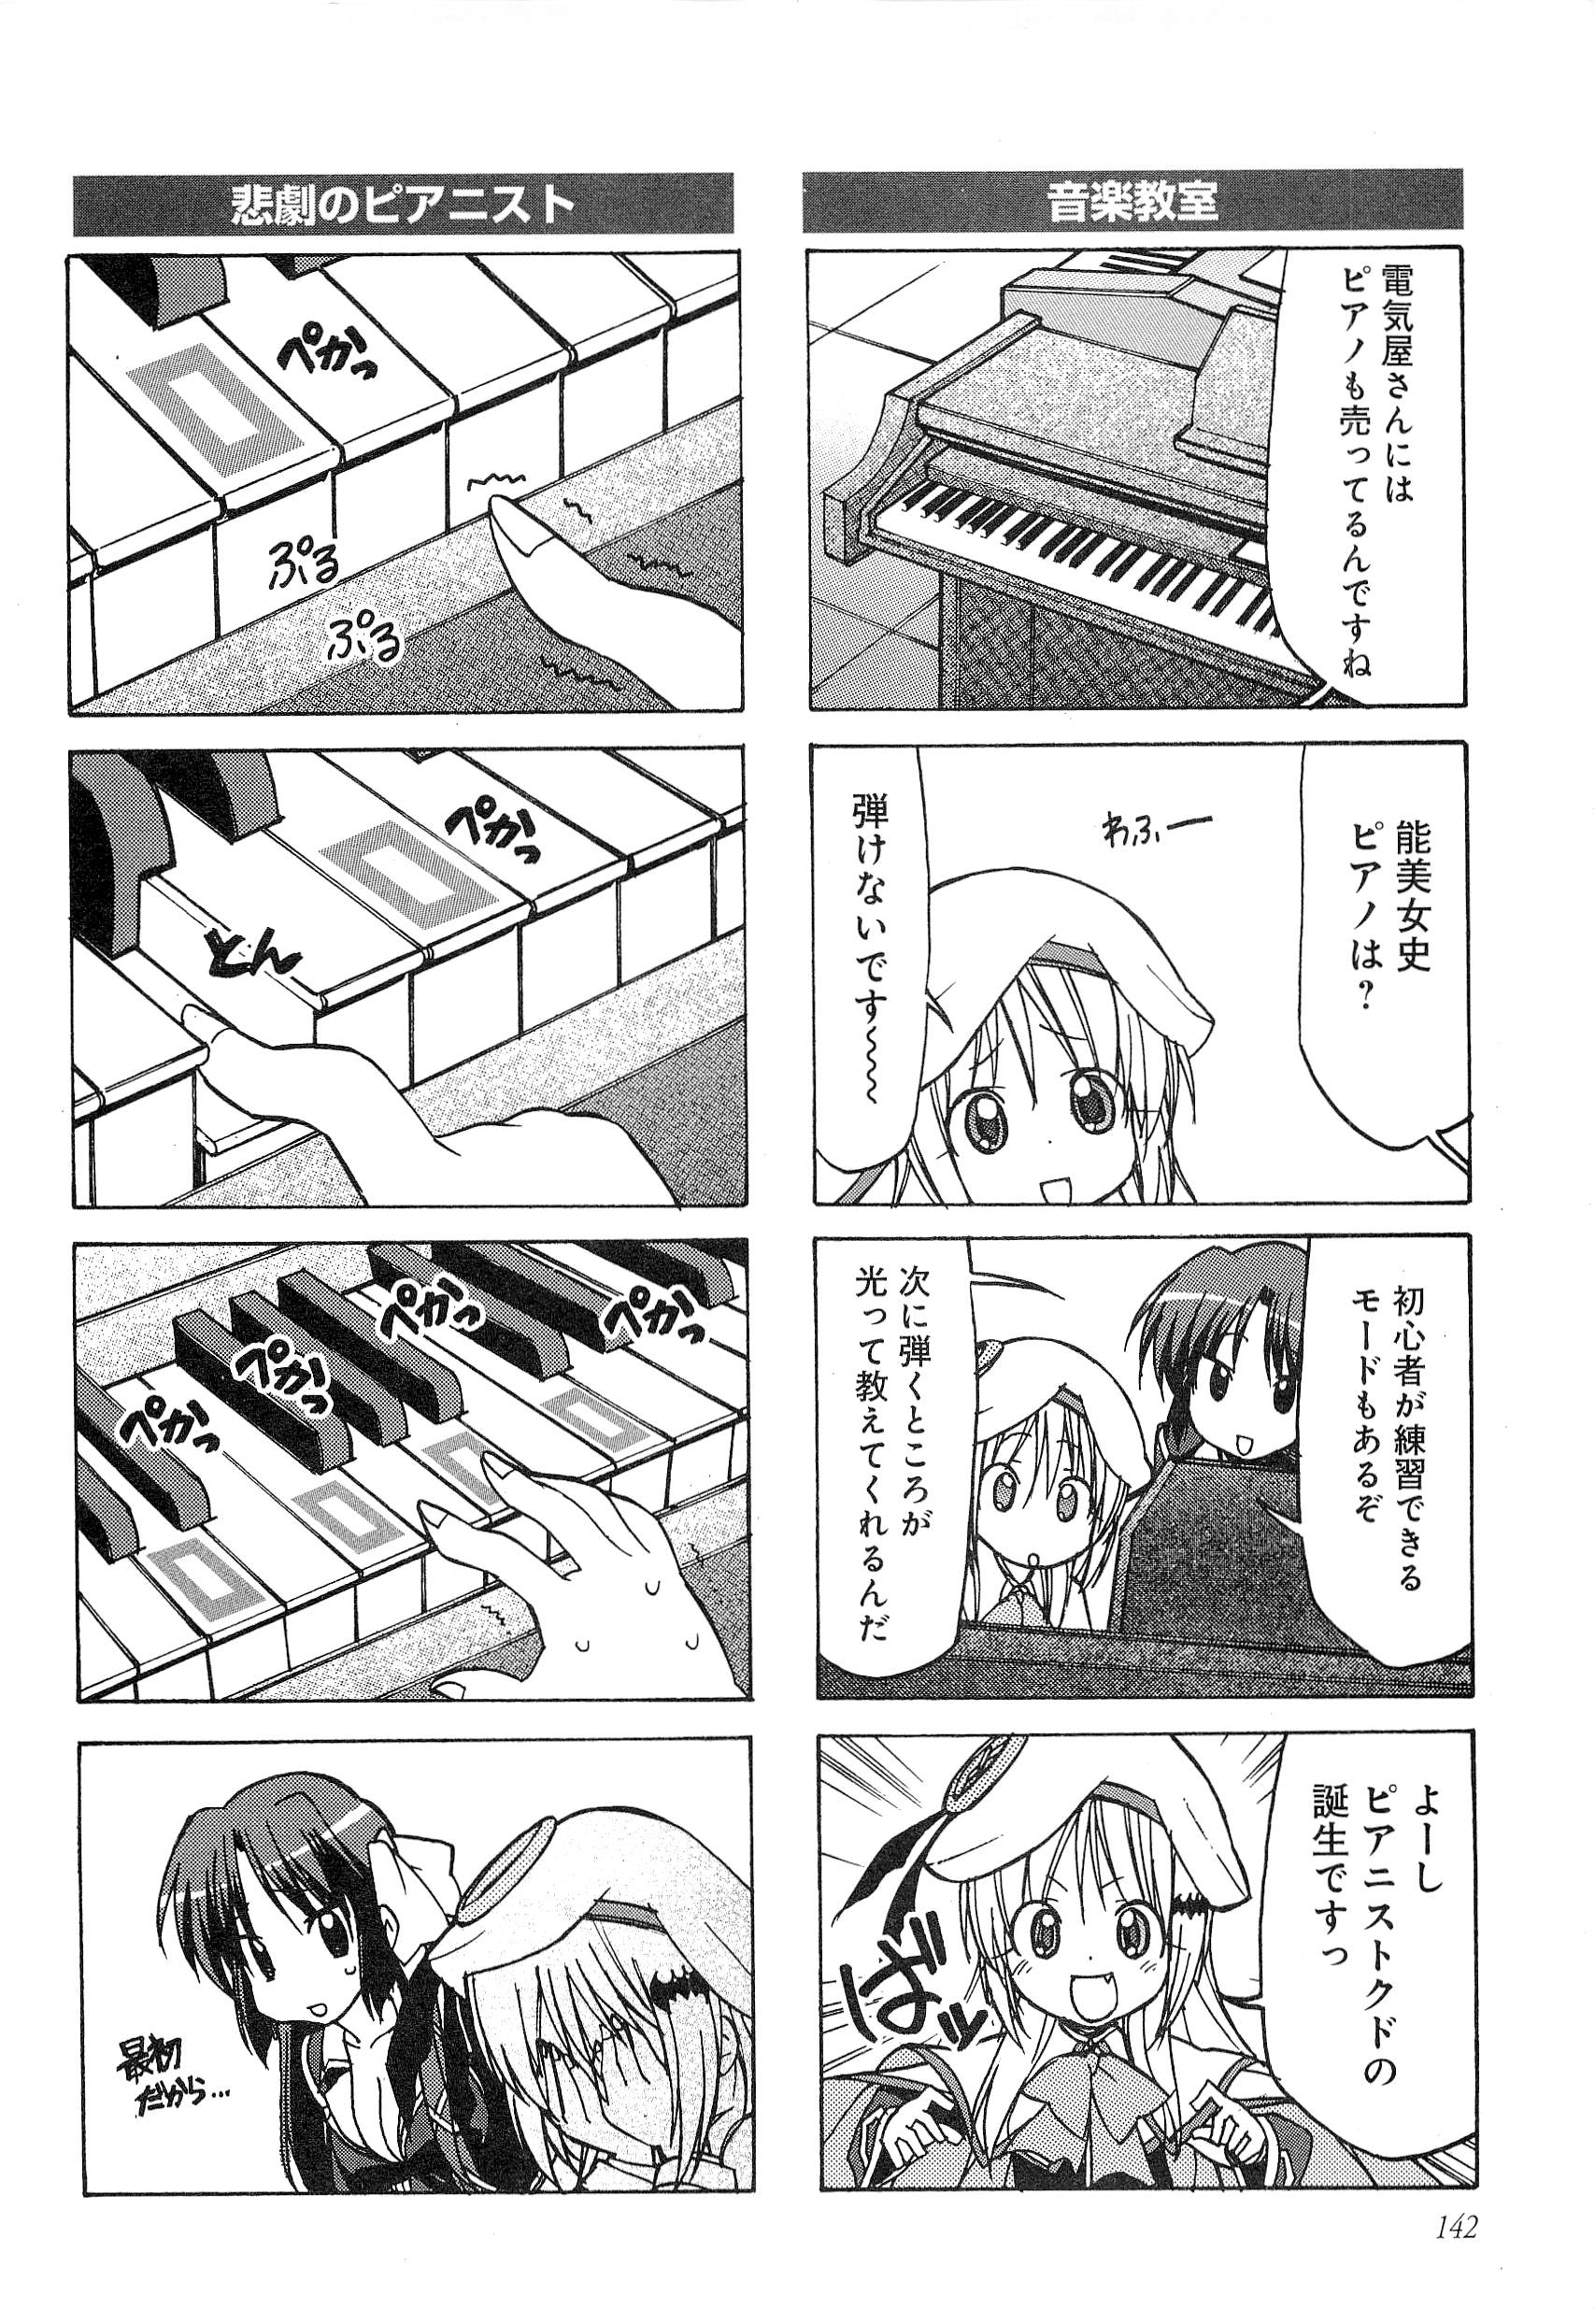 音楽教室
電気屋さんには
ピアノも売ってるんですね
能美女史
ピアノは？
わふー
弾けないです～～～
初心者が練習できる
モードもあるぞ
次に弾くところが
光って教えてくれるんだ
よーし
ピアニストクドの
誕生ですっ
ばっ
悲劇のピアニスト
ペかっ
ぷる
ぷる
ペかっ
とん
ペかっ
ペかっ
ペかっ
ペかっ
最初
だから…
142